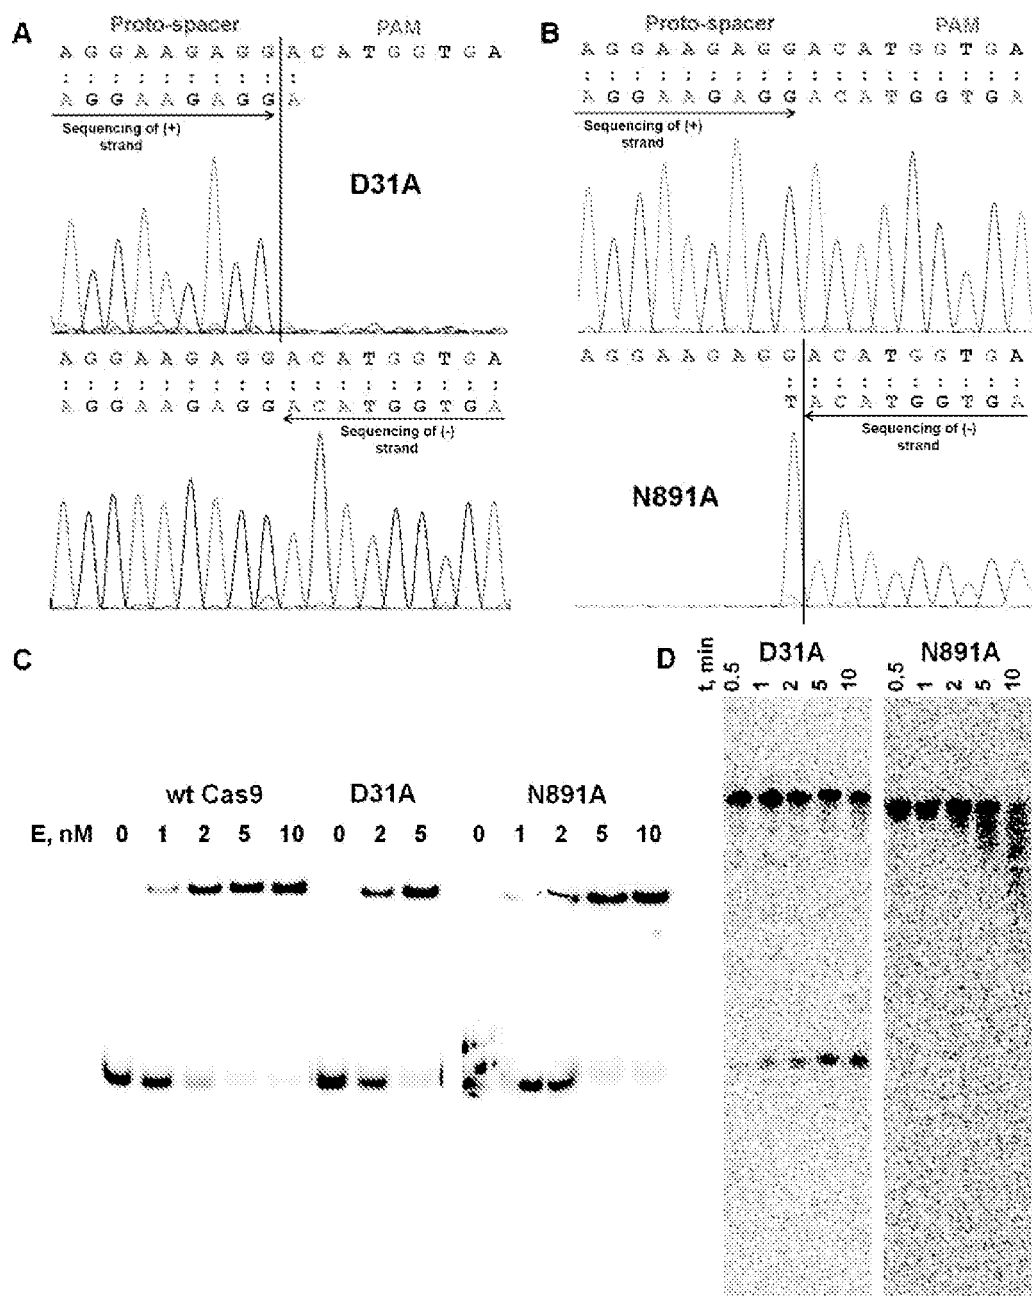 A
Proto-spacer PAM
A G G A A G A G G A C A T G G T G A
: : : : : : : : : :
A G G A A G A G G A
Sequencing of (+)
strand
D31A
A G G A A G A G G A C A T G G T G A
: : : : : : : : : : : : : : : : : :
A G G A A G A G G A C A T G G T G A
Sequencing of (-)
strand
B
Proto-spacer PAM
A G G A A G A G G A C A T G G T G A
: : : : : : : : : : : : : : : : : :
A G G A A G A G G A C A T G G T G A
Sequencing of (+)
strand
A G G A A G A G G A C A T G G T G A
: : : : : : : : : :
T A C A T G G T G A
Sequencing of (-)
strand
N891A
C
wt Cas9 D31A N891A
E, nM 0 1 2 5 10 0 2 5 0 1 2 5 10
D
D31A N891A
t, min 0.5 1 2 5 10 0.5 1 2 5 10